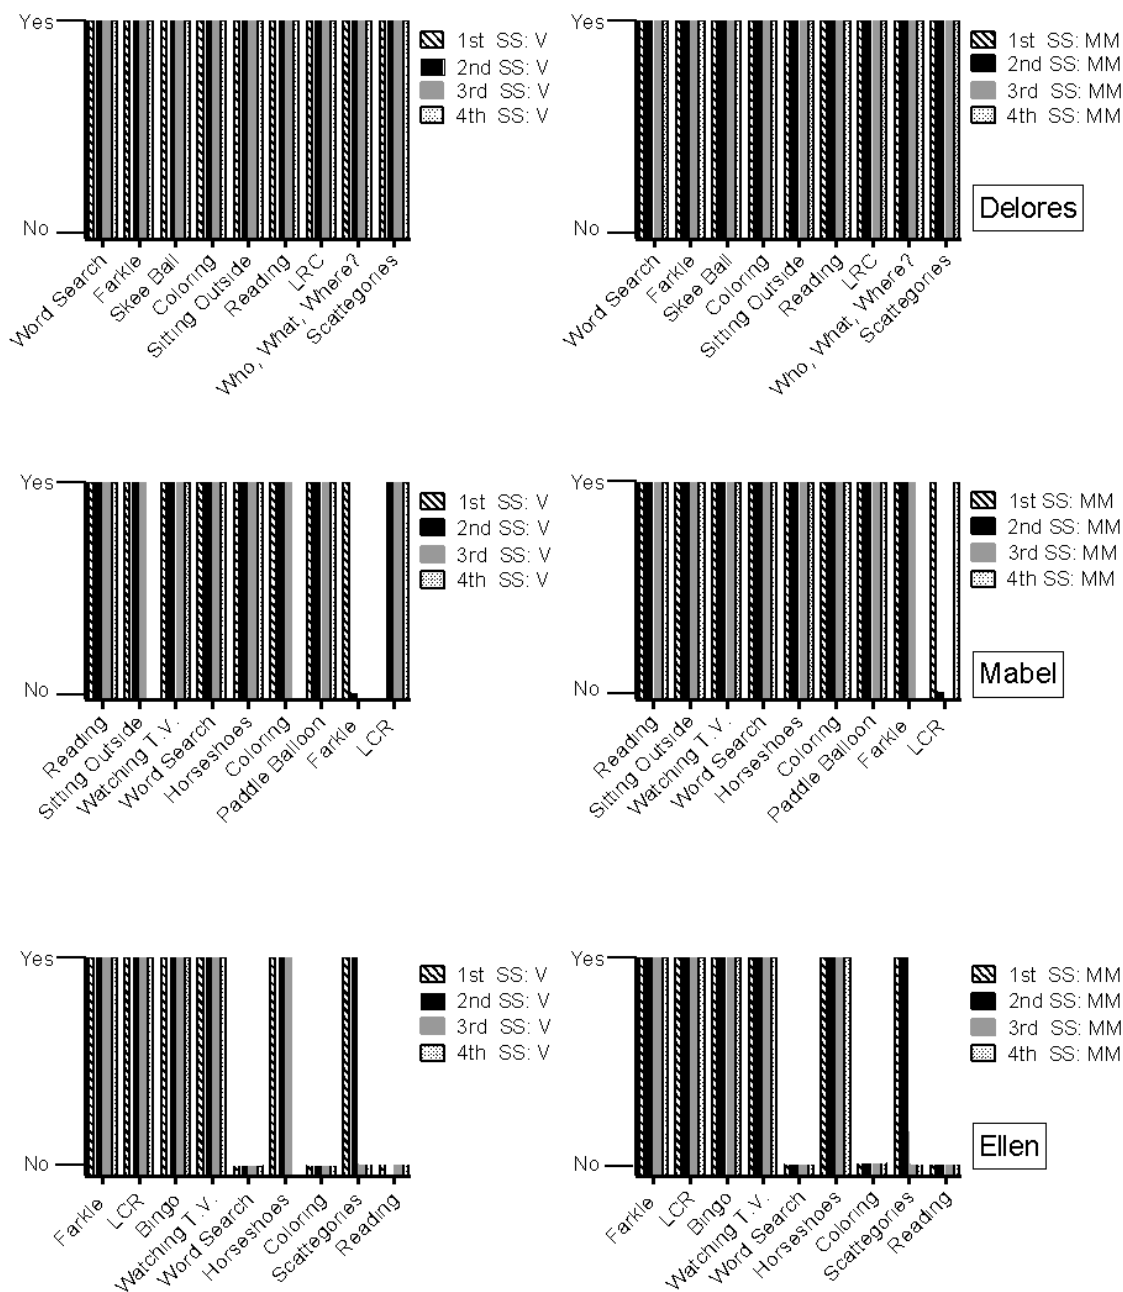 Yes
No
1st SS: V
2nd SS: V
3rd SS: V
4th SS: V
Word Search
Farkle
Skee Ball
Coloring
Sitting Outside
Reading
LRC
Who, What, Where?
Scattegories
Yes
No
1st SS: MM
2nd SS: MM
3rd SS: MM
4th SS: MM
Delores
Word Search
Farkle
Skee Ball
Coloring
Sitting Outside
Reading
LRC
Who, What, Where?
Scattegories
Yes
No
1st SS: V
2nd SS: V
3rd SS: V
4th SS: V
Reading
Sitting Outside
Watching T.V.
Word Search
Horseshoes
Coloring
Paddle Balloon
Farkle
LCR
Yes
No
1st SS: MM
2nd SS: MM
3rd SS: MM
4th SS: MM
Mabel
Reading
Sitting Outside
Watching T.V.
Word Search
Horseshoes
Coloring
Paddle Balloon
Farkle
LCR
Yes
No
1st SS: V
2nd SS: V
3rd SS: V
4th SS: V
Farkle
LCR
Bingo
Watching T.V.
Word Search
Horseshoes
Coloring
Scattegories
Reading
Yes
No
1st SS: MM
2nd SS: MM
3rd SS: MM
4th SS: MM
Ellen
Farkle
LCR
Bingo
Watching T.V.
Word Search
Horseshoes
Coloring
Scattegories
Reading